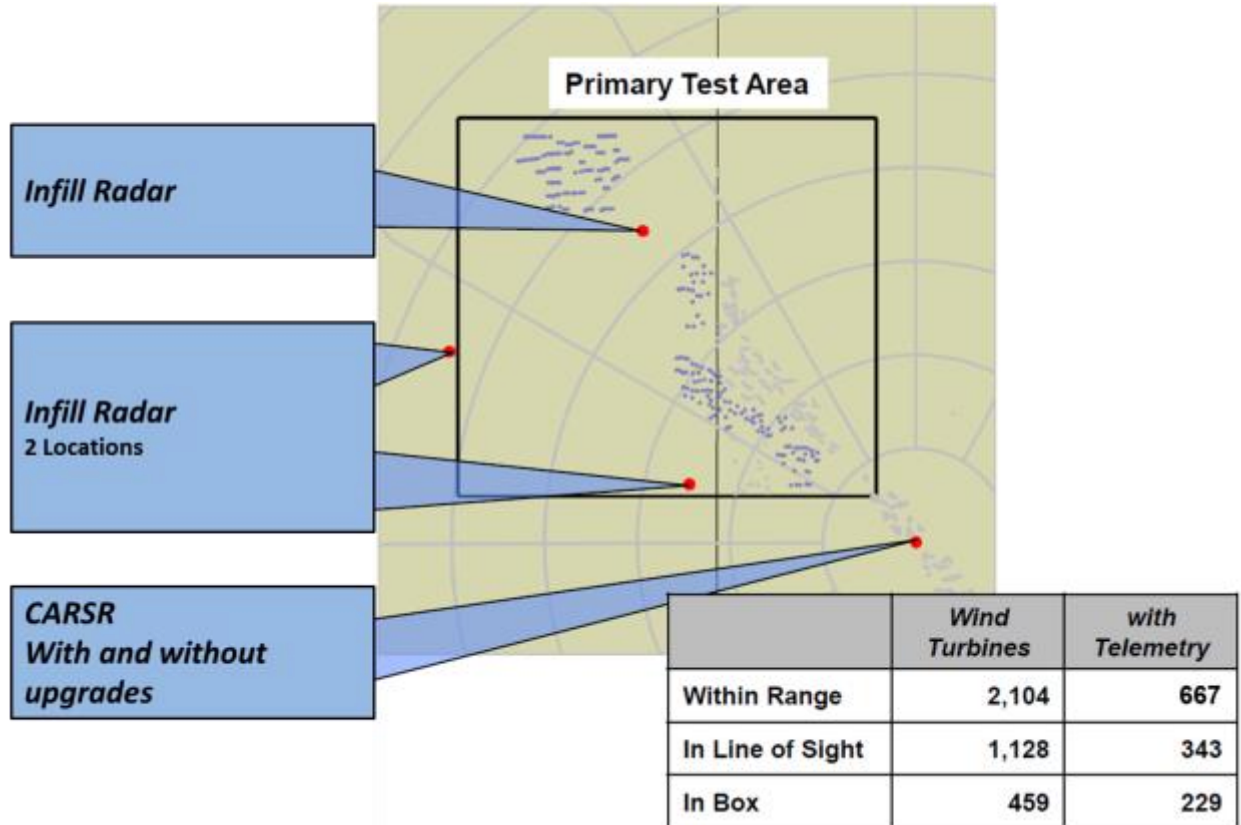 Primary Test Area
Infill Radar
Infill Radar
2 Locations
CARSR
With and without
upgrades
Wind Turbines with Telemetry
Within Range 2,104 667
In Line of Sight 1,128 343
In Box 459 229